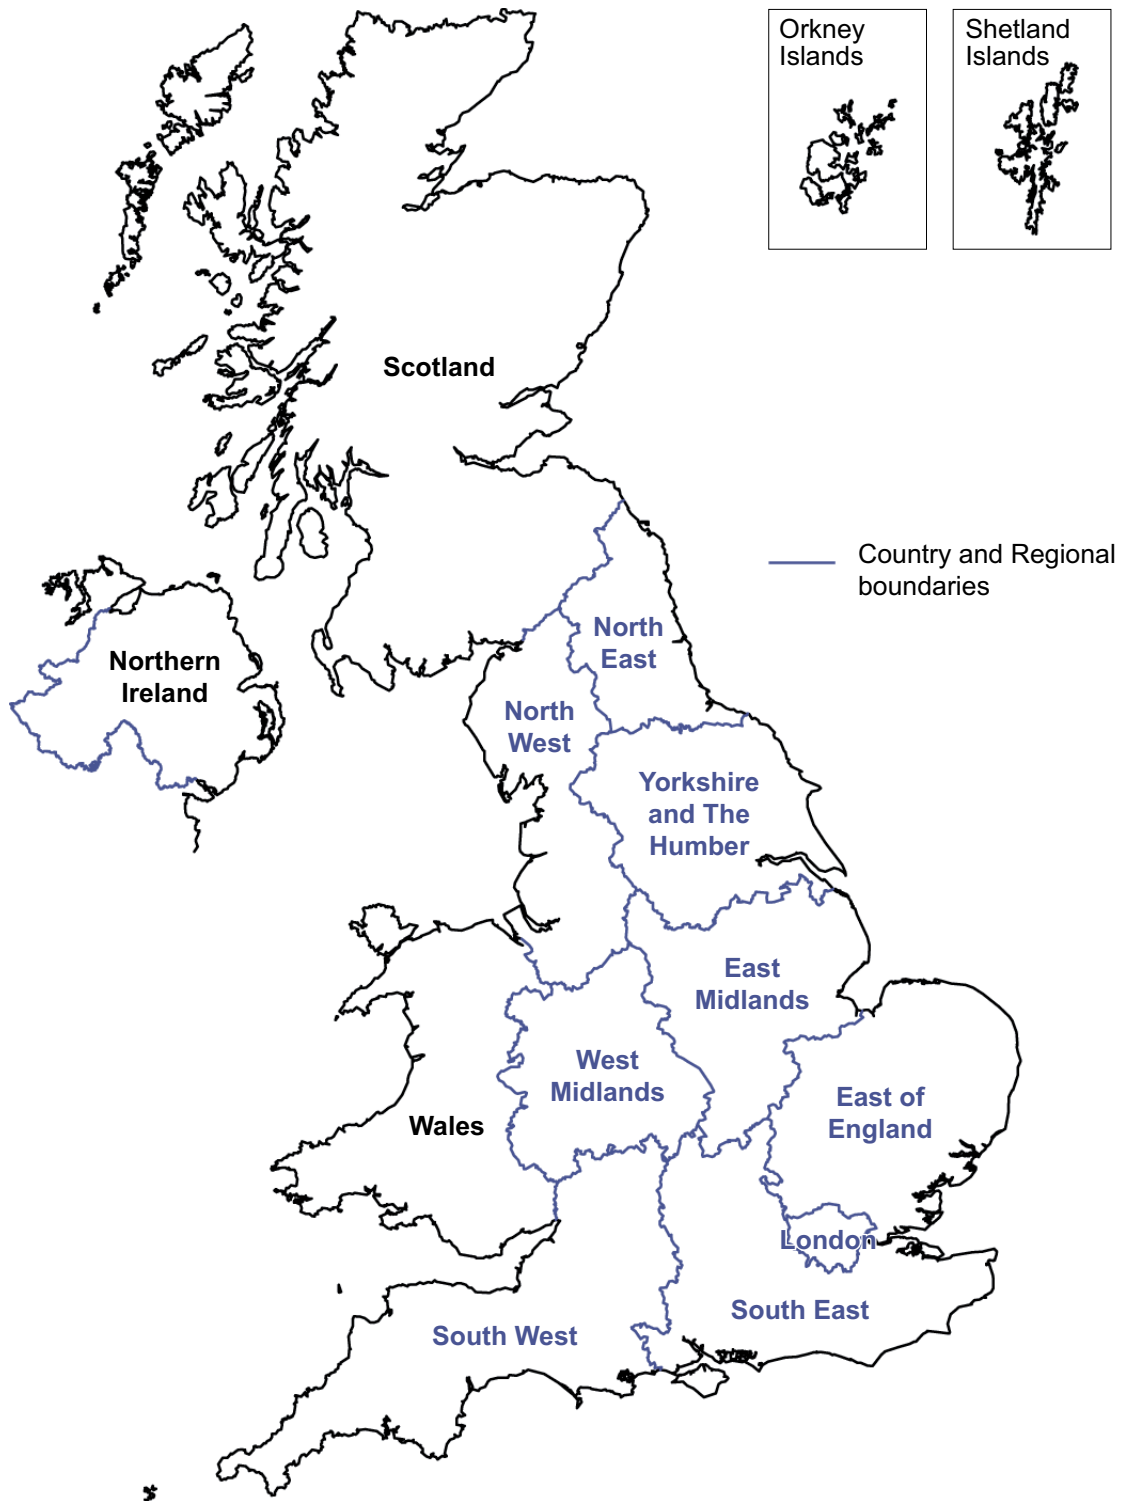 Orkney
Islands
Shetland
Islands
Scotland
Country and Regional
boundaries
North
East
Northern
Ireland
North
West
Yorkshire
and The
Humber
East
Midlands
West
Midlands
East of
England
Wales
London
South East
South West